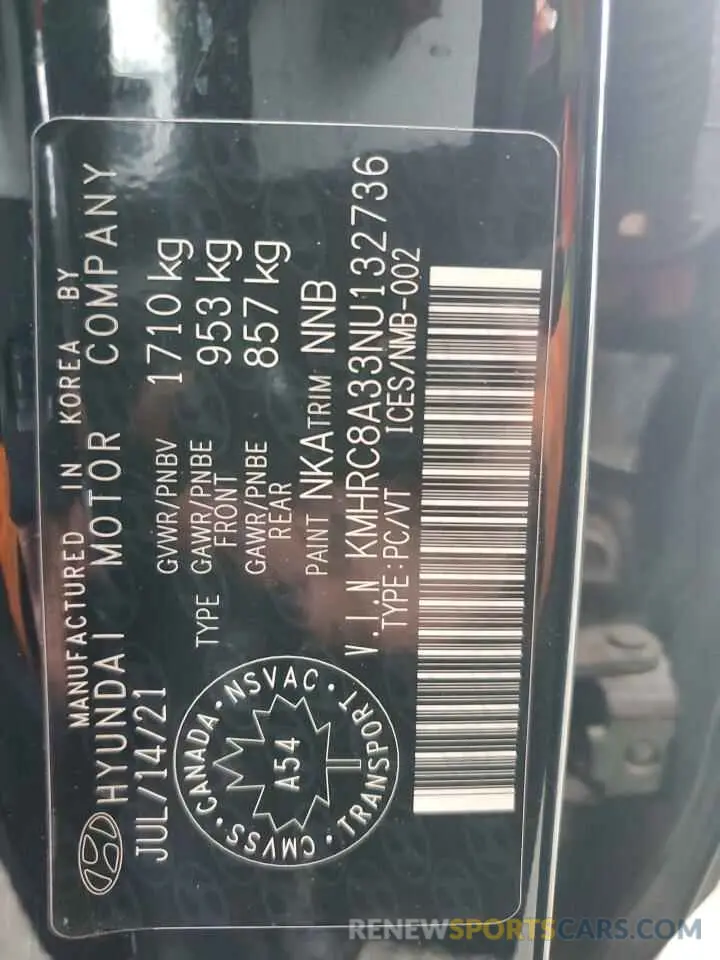 MANUFACTURED IN KOREA BY
HYUNDAI MOTOR COMPANY
JUL/14/21
GVWR/PNBV 1710 kg
TYPE GAWR/PNBE FRONT 953 kg
GAWR/PNBE REAR 857 kg
PAINT NKA TRIM NNB
V.I.N KMHRC8A33NU132736
TYPE:PC/VT ICES/NMB-002
CMVSS · CANADA · NSVAC · TRANSPORT ·
A54
RENEWSPORTSCARS.COM